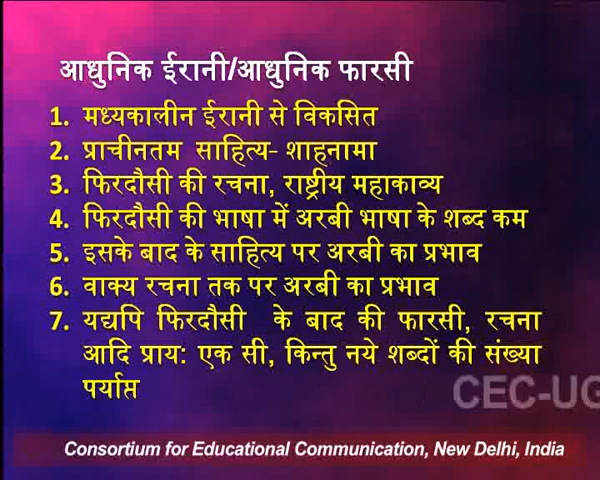 आधुनिक ईरानी/आधुनिक फारसी
1. मध्यकालीन ईरानी से विकसित
2. प्राचीनतम साहित्य- शाहनामा
3. फिरदौसी की रचना, राष्ट्रीय महाकाव्य
4. फिरदौसी की भाषा में अरबी भाषा के शब्द कम
5. इसके बाद के साहित्य पर अरबी का प्रभाव
6. वाक्य रचना तक पर अरबी का प्रभाव
7. यद्यपि फिरदौसी के बाद की फारसी, रचना
आदि प्राय: एक सी, किन्तु नये शब्दों की संख्या
पर्याप्त
CEC-UG
Consortium for Educational Communication, New Delhi, India